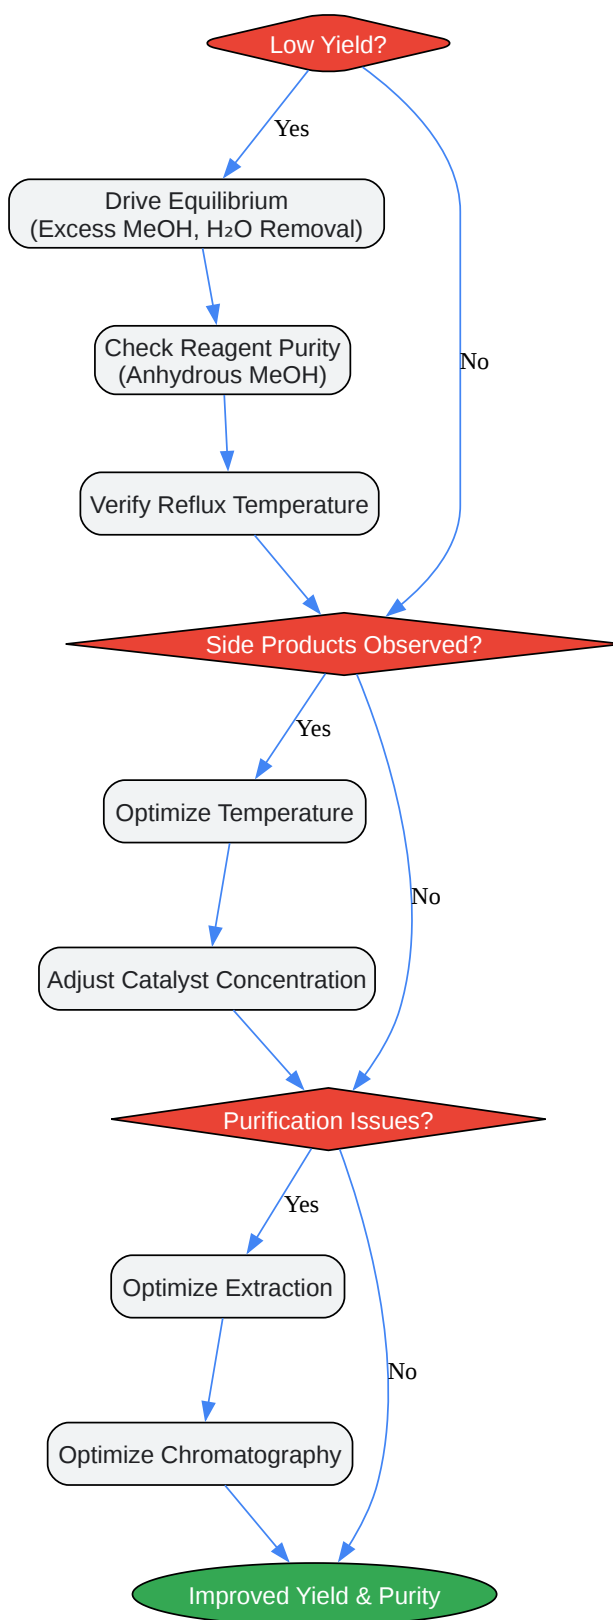 Low Yield?
Yes
Drive Equilibrium
(Excess MeOH, H₂O Removal)
Check Reagent Purity
(Anhydrous MeOH)
No
Verify Reflux Temperature
Side Products Observed?
Yes
Optimize Temperature
No
Adjust Catalyst Concentration
Purification Issues?
Yes
Optimize Extraction
No
Optimize Chromatography
Improved Yield & Purity